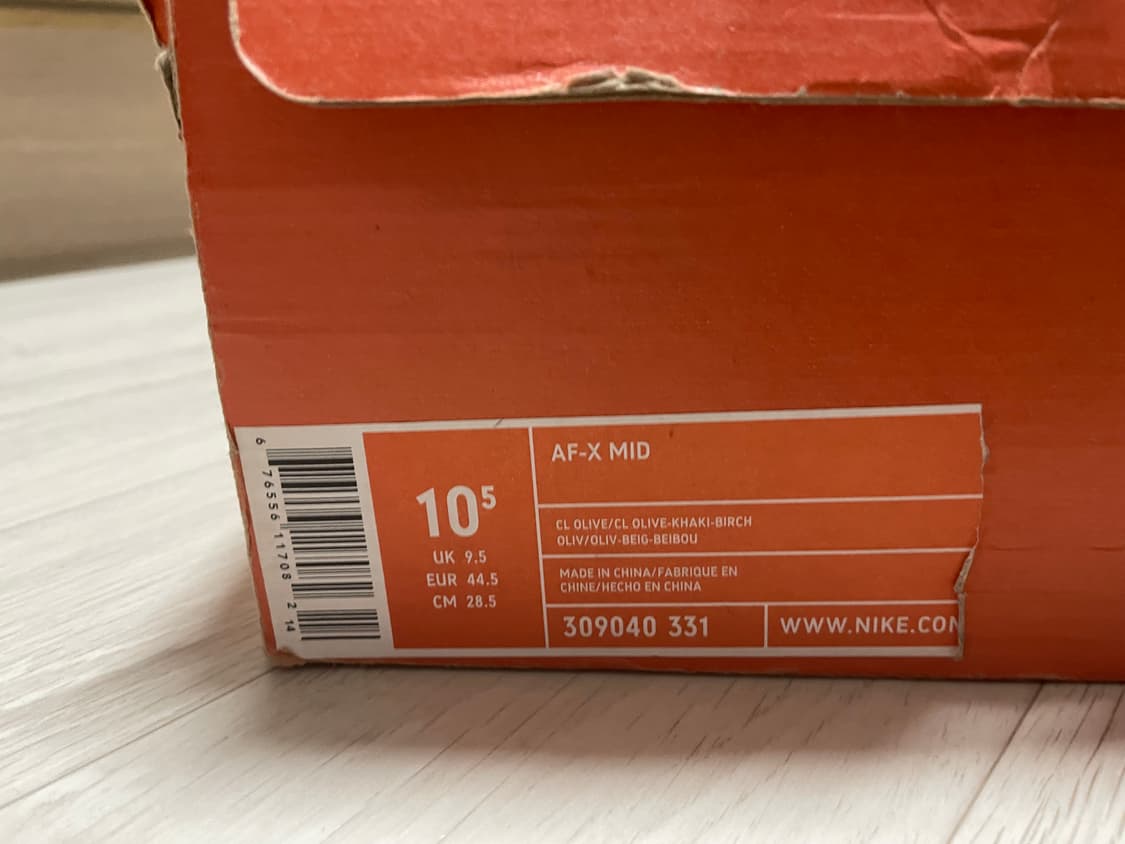 6 76556 11708 2 14
10⁵
UK 9.5
EUR 44.5
CM 28.5
AF-X MID
CL OLIVE/CL OLIVE-KHAKI-BIRCH
OLIV/OLIV-BEIG-BEIBOU
MADE IN CHINA/FABRIQUE EN
CHINE/HECHO EN CHINA
309040 331
WWW.NIKE.COM